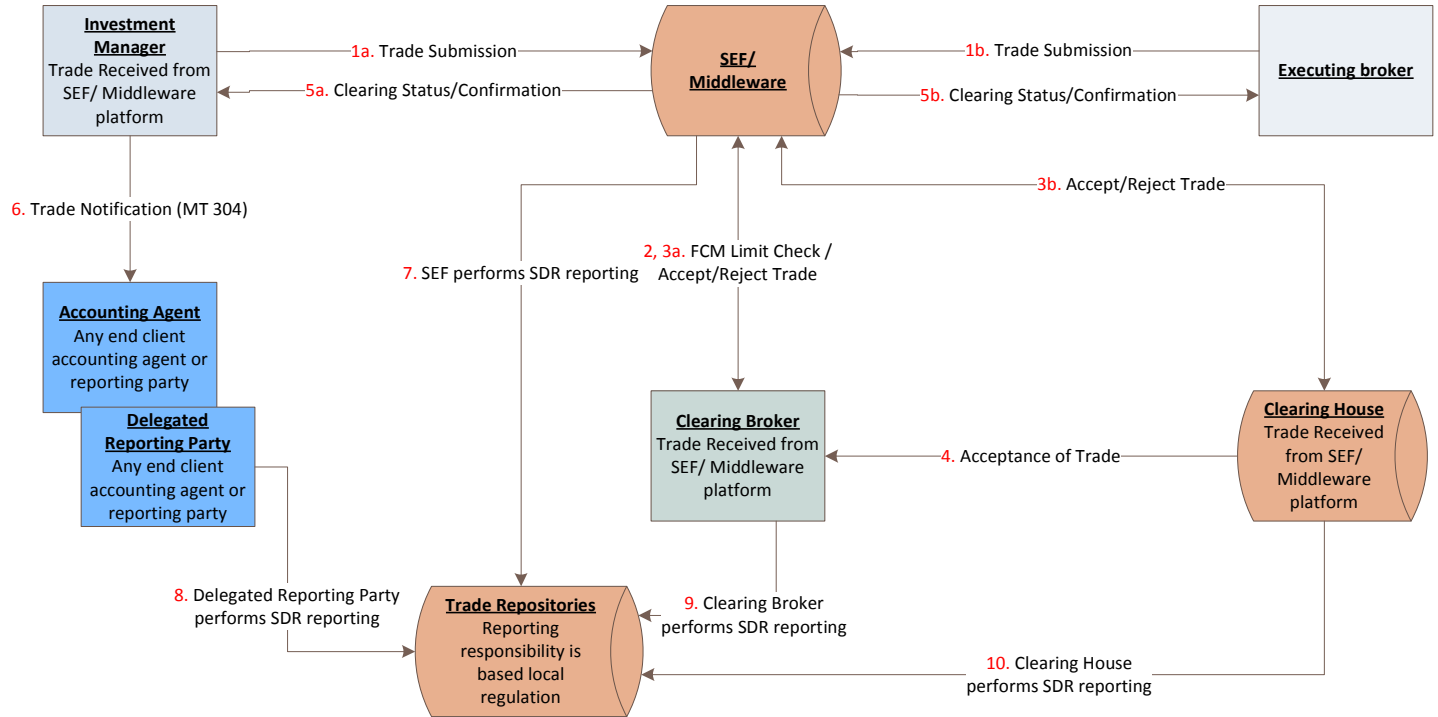 Investment
Manager
Trade Received from
SEF/ Middleware
platform
1a. Trade Submission
5a. Clearing Status/Confirmation
SEF/
Middleware
1b. Trade Submission
5b. Clearing Status/Confirmation
Executing broker
3b. Accept/Reject Trade
6. Trade Notification (MT 304)
2, 3a. FCM Limit Check /
Accept/Reject Trade
7. SEF performs SDR reporting
Accounting Agent
Any end client
accounting agent or
reporting party
Delegated
Reporting Party
Any end client
accounting agent or
reporting party
Clearing Broker
Trade Received from
SEF/ Middleware
platform
4. Acceptance of Trade
Clearing House
Trade Received
from SEF/
Middleware
platform
8. Delegated Reporting Party
performs SDR reporting
Trade Repositories
Reporting
responsibility is
based local
regulation
9. Clearing Broker
performs SDR reporting
10. Clearing House
performs SDR reporting